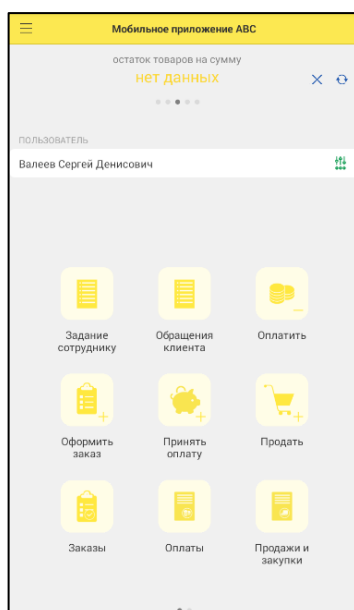 Мобильное приложение ABC
остаток товаров на сумму
нет данных
ПОЛЬЗОВАТЕЛЬ
Валеев Сергей Денисович
Задание
сотруднику
Обращения
клиента
Оплатить
Оформить
заказ
Принять
оплату
Продать
Заказы
Оплаты
Продажи и
закупки